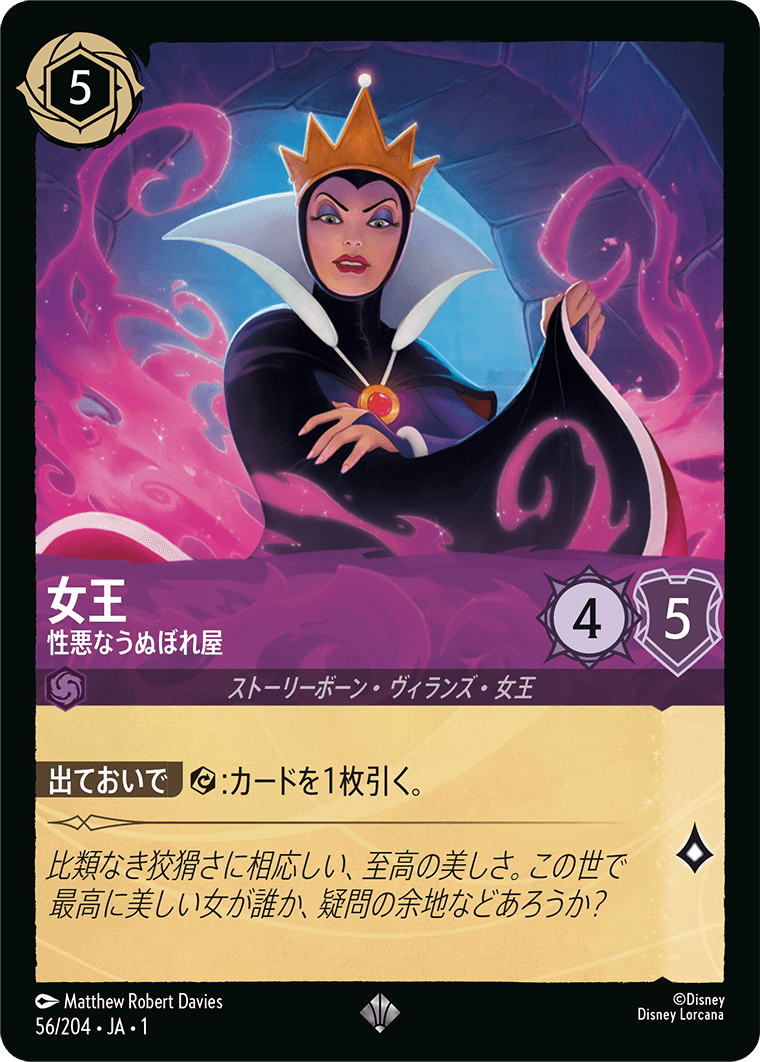 5
女王
性悪なうぬぼれ屋
4
5
ストーリーボーン・ヴィランズ・女王
出ておいで :カードを1枚引く。
比類なき狡猾さに相応しい、至高の美しさ。この世で
最高に美しい女が誰か、疑問の余地などあろうか?
Matthew Robert Davies
56/204・JA・1
©Disney
Disney Lorcana